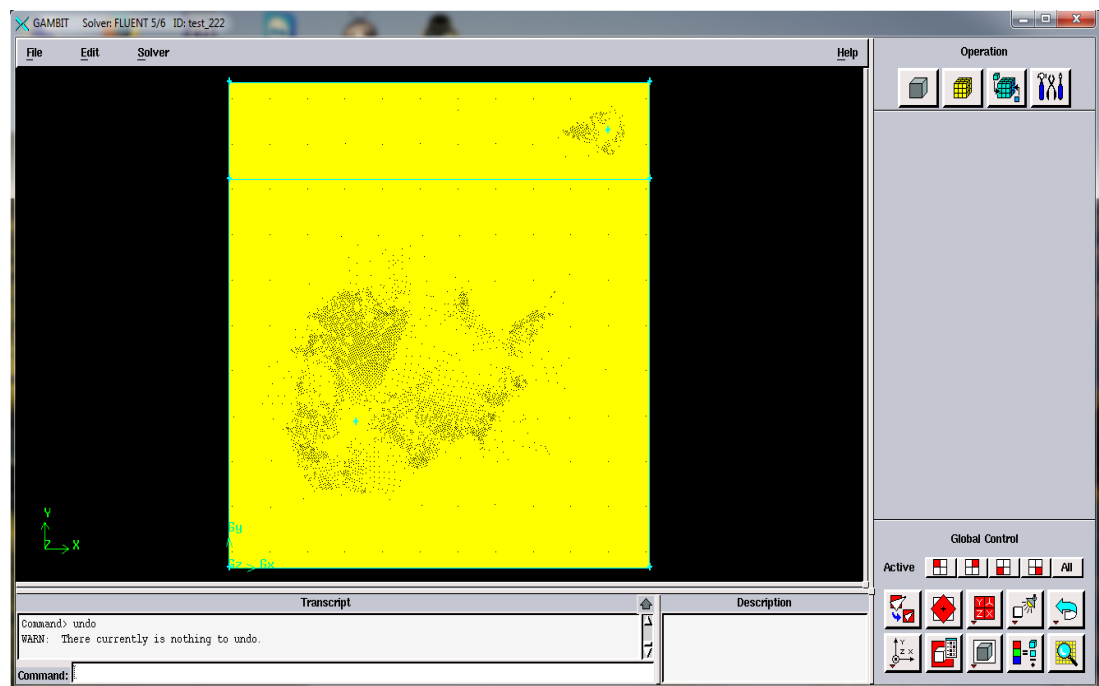 GAMBIT Solver: FLUENT 5/6 ID: test_222
File Edit Solver Help
Operation
Y
Z X
Gy
Gz Gx
Global Control
Active All
Transcript
Description
Command> undo
WARN: There currently is nothing to undo.
Command:
Y
Z X
Y
Z X